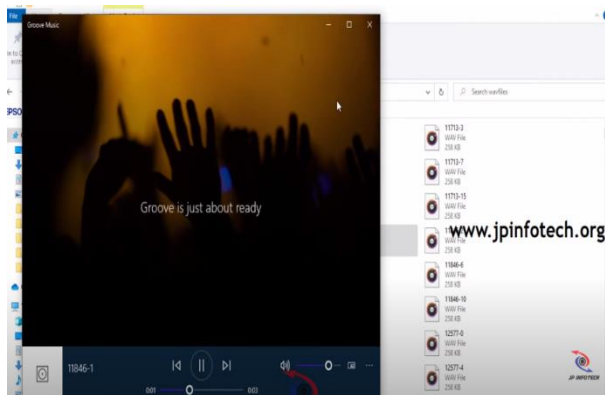 File
Groove Music
Search wavfiles
EPSO
11713-3
WAV File
258 KB
11713-7
WAV File
258 KB
11713-15
WAV File
258 KB
www.jpinfotech.org
WAV File
258 KB
11846-6
WAV File
258 KB
11846-10
WAV File
258 KB
12577-0
WAV File
258 KB
12577-4
WAV File
258 KB
Groove is just about ready
11846-1
0:01
0:03
JP INFOTECH